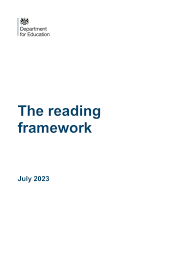 Department
for Education
The reading
framework
July 2023